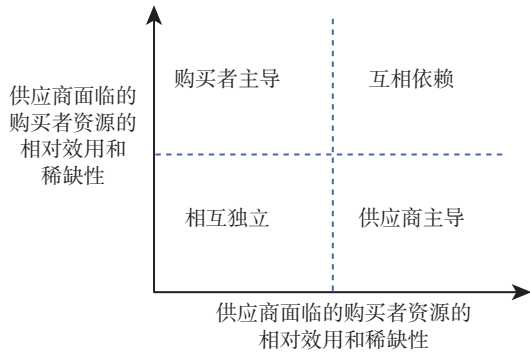 供应商面临的
购买者资源的
相对效用和
稀缺性
购买者主导
互相依赖
相互独立
供应商主导
供应商面临的购买者资源的
相对效用和稀缺性